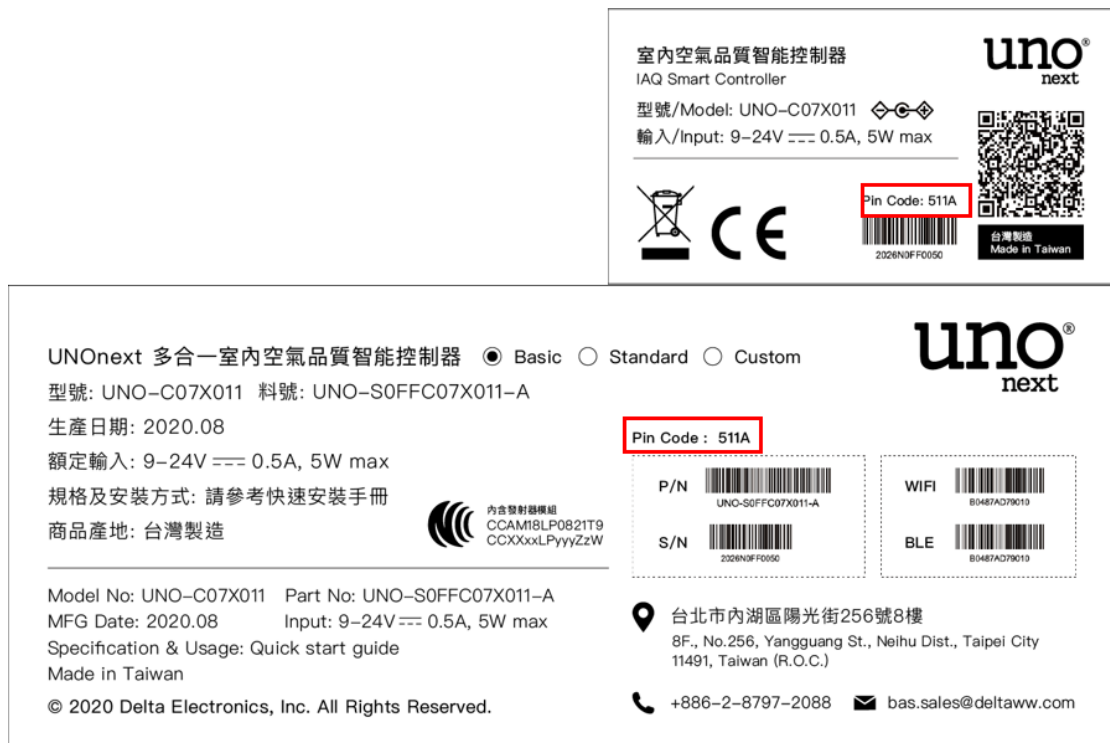 室內空氣品質智能控制器
IAQ Smart Controller
型號/Model: UNO-C07X011
輸入/Input: 9-24V 0.5A, 5W max
uno®
next
CE
Pin Code: 511A
2026N0FF0050
台灣製造
Made in Taiwan
UNOnext 多合一室內空氣品質智能控制器 Basic Standard Custom
型號: UNO-C07X011 料號: UNO-S0FFC07X011-A
生產日期: 2020.08
額定輸入: 9-24V 0.5A, 5W max
規格及安裝方式: 請參考快速安裝手冊
商品產地: 台灣製造
內含發射器模組
CCAM18LP0821T9
CCXXxxLPyyyZzW
Model No: UNO-C07X011 Part No: UNO-S0FFC07X011-A
MFG Date: 2020.08 Input: 9-24V 0.5A, 5W max
Specification & Usage: Quick start guide
Made in Taiwan
© 2020 Delta Electronics, Inc. All Rights Reserved.
uno®
next
Pin Code : 511A
P/N
UNO-S0FFC07X011-A
S/N
2026N0FF0050
WIFI
B0487AD79010
BLE
B0487AD79010
台北市內湖區陽光街256號8樓
8F., No.256, Yangguang St., Neihu Dist., Taipei City
11491, Taiwan (R.O.C.)
+886-2-8797-2088 bas.sales@deltaww.com